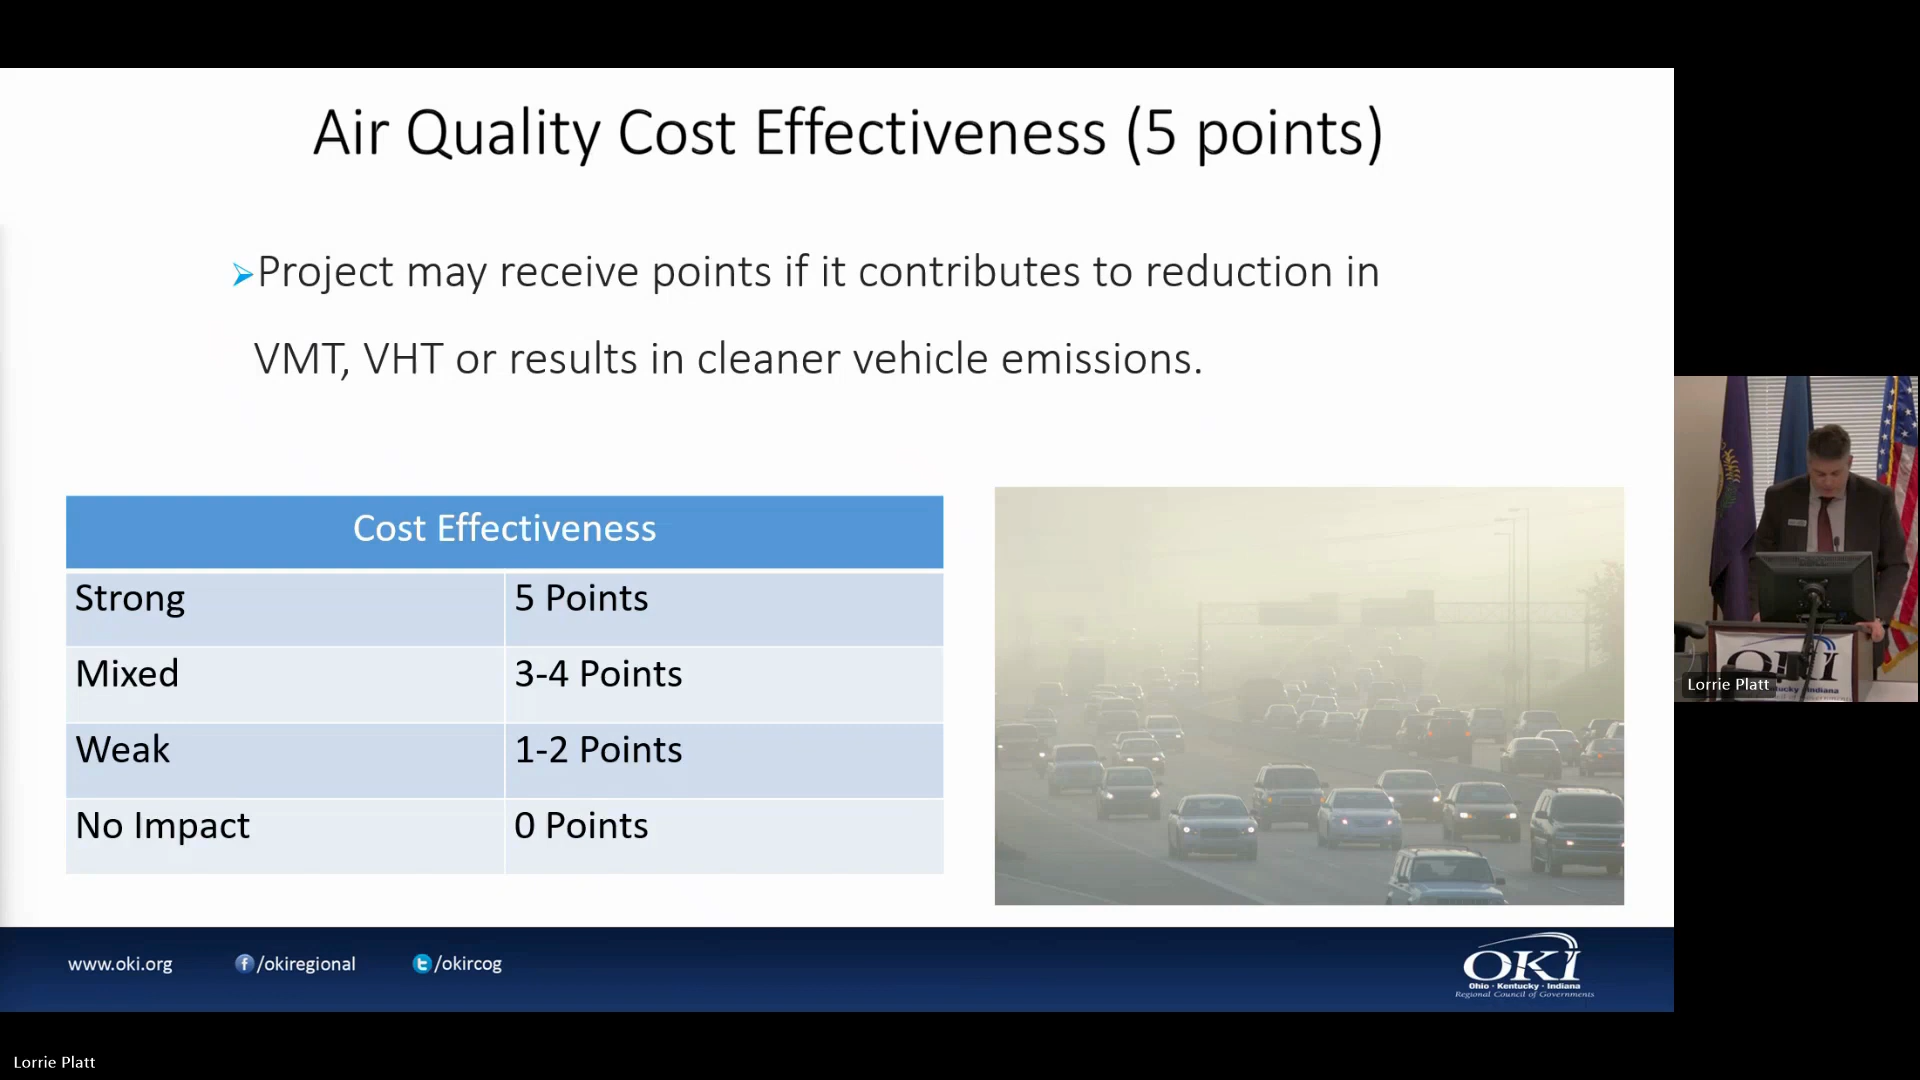 Air Quality Cost Effectiveness (5 points)
➢Project may receive points if it contributes to reduction in
VMT, VHT or results in cleaner vehicle emissions.
Cost Effectiveness
Strong 5 Points
Mixed 3-4 Points
Weak 1-2 Points
No Impact 0 Points
www.oki.org /okiregional /okircog
OKI
Ohio · Kentucky · Indiana
Regional Council of Governments
OKI
Lorrie Platt
Lorrie Platt